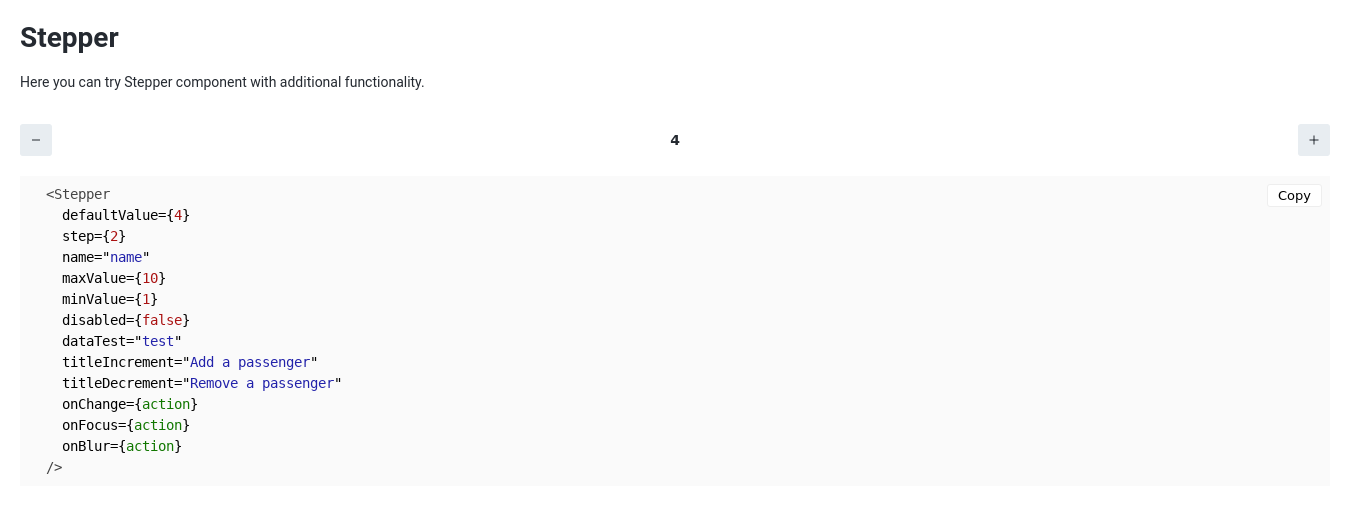 Stepper
Here you can try Stepper component with additional functionality.
− 4 +
Copy
<Stepper
  defaultValue={4}
  step={2}
  name="name"
  maxValue={10}
  minValue={1}
  disabled={false}
  dataTest="test"
  titleIncrement="Add a passenger"
  titleDecrement="Remove a passenger"
  onChange={action}
  onFocus={action}
  onBlur={action}
/>